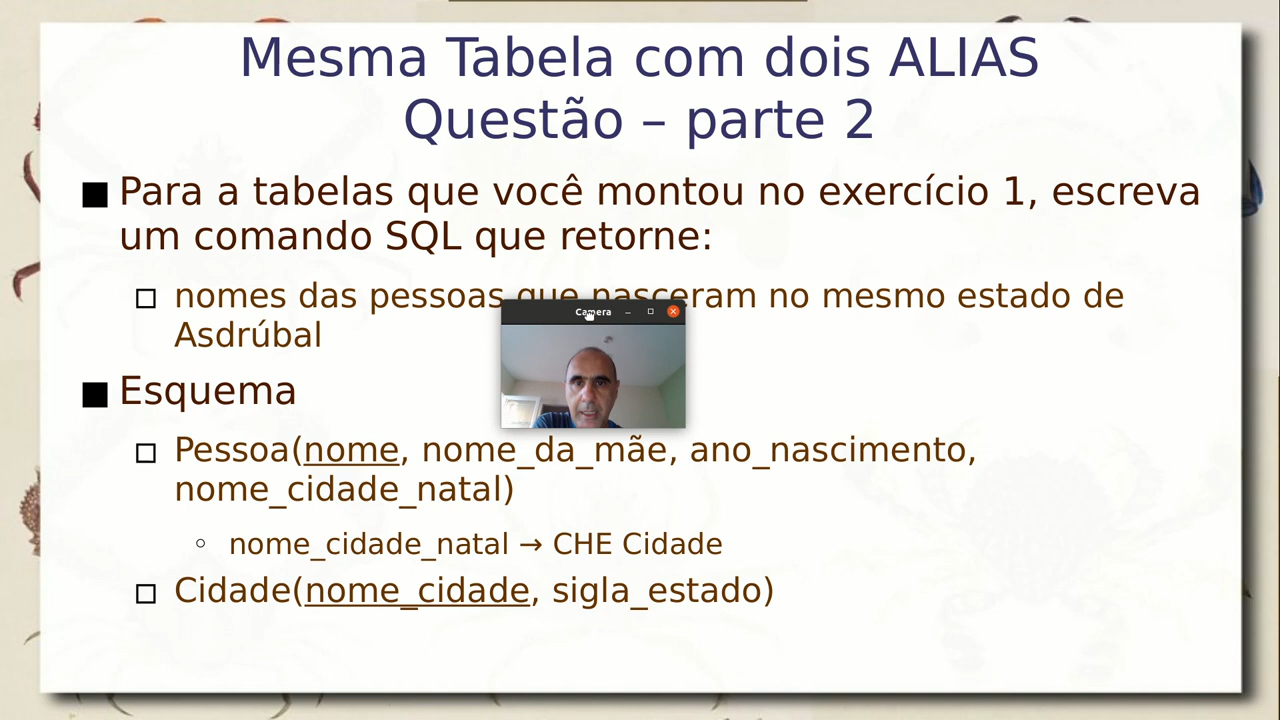 Mesma Tabela com dois ALIAS
Questão – parte 2
Para a tabelas que você montou no exercício 1, escreva
um comando SQL que retorne:
nomes das pessoas que nasceram no mesmo estado de
Asdrúbal
Camera
Esquema
Pessoa(nome, nome_da_mãe, ano_nascimento,
nome_cidade_natal)
nome_cidade_natal → CHE Cidade
Cidade(nome_cidade, sigla_estado)